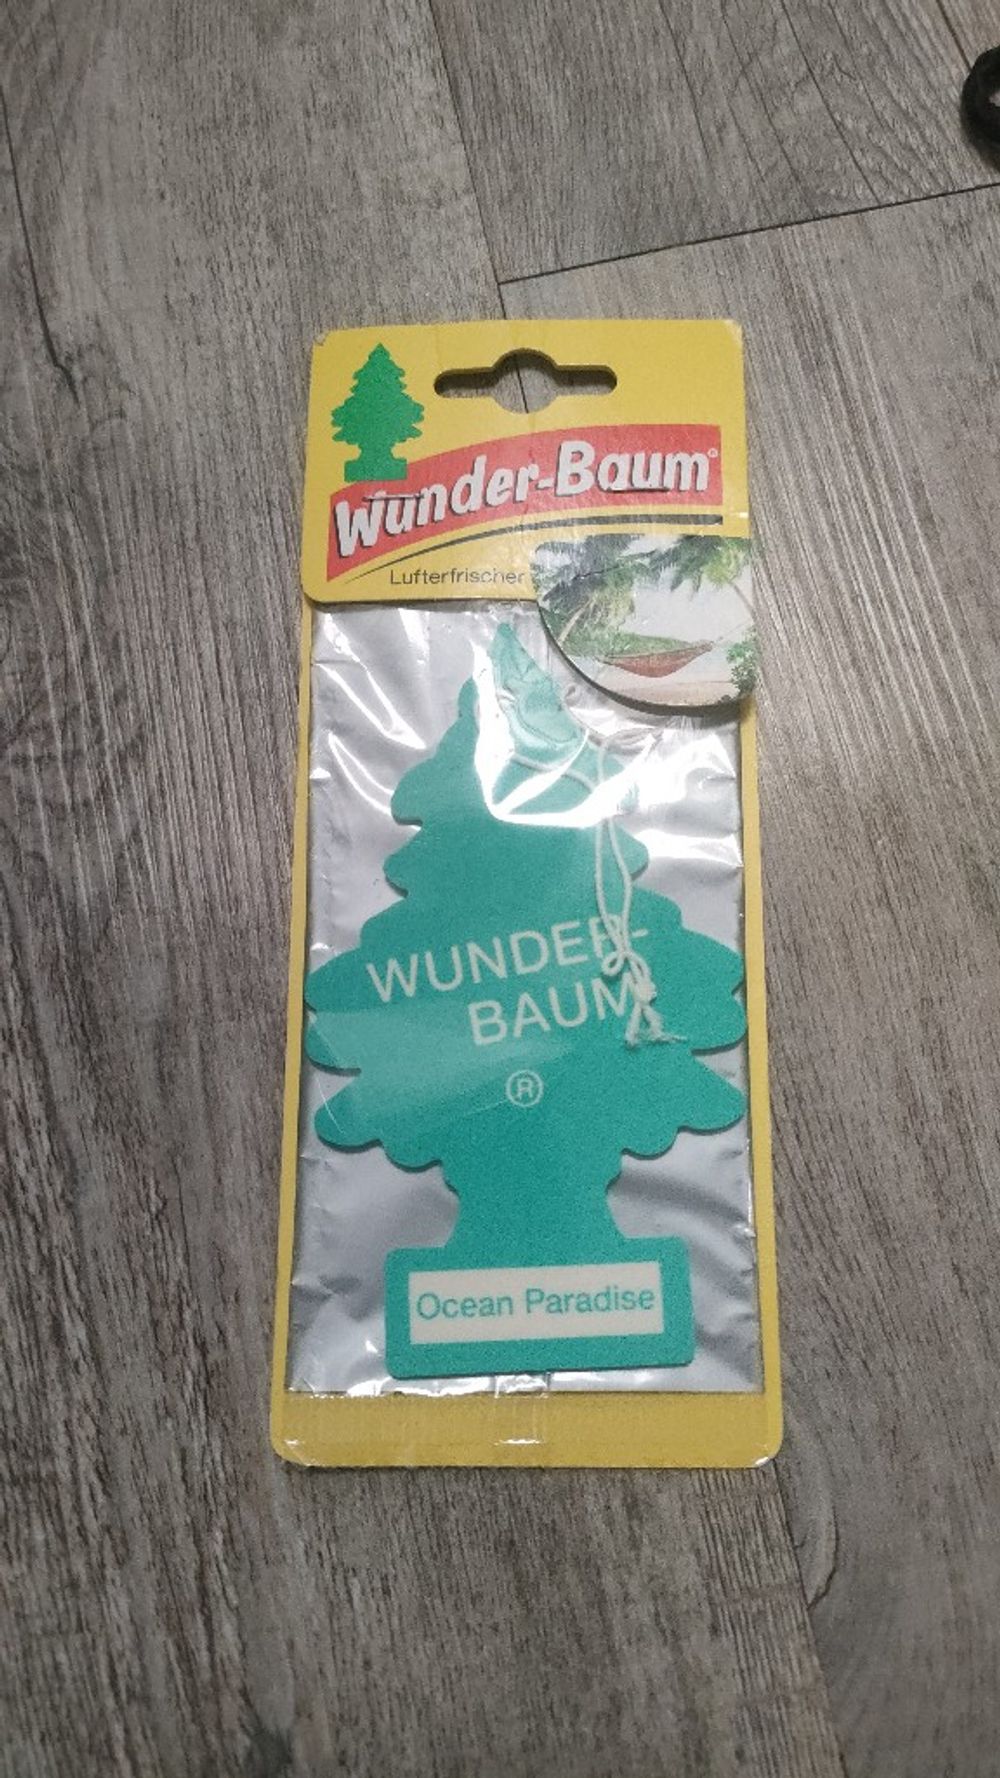 Wunder-Baum®
Lufterfrischer
WUNDER-
BAUM
®
Ocean Paradise